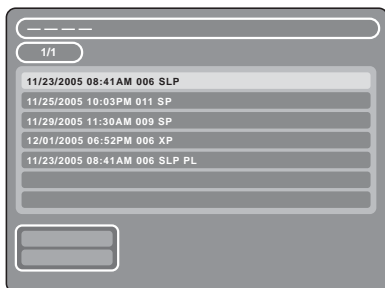 — — — —
1/1
11/23/2005 08:41AM 006 SLP
11/25/2005 10:03PM 011 SP
11/29/2005 11:30AM 009 SP
12/01/2005 06:52PM 006 XP
11/23/2005 08:41AM 006 SLP PL